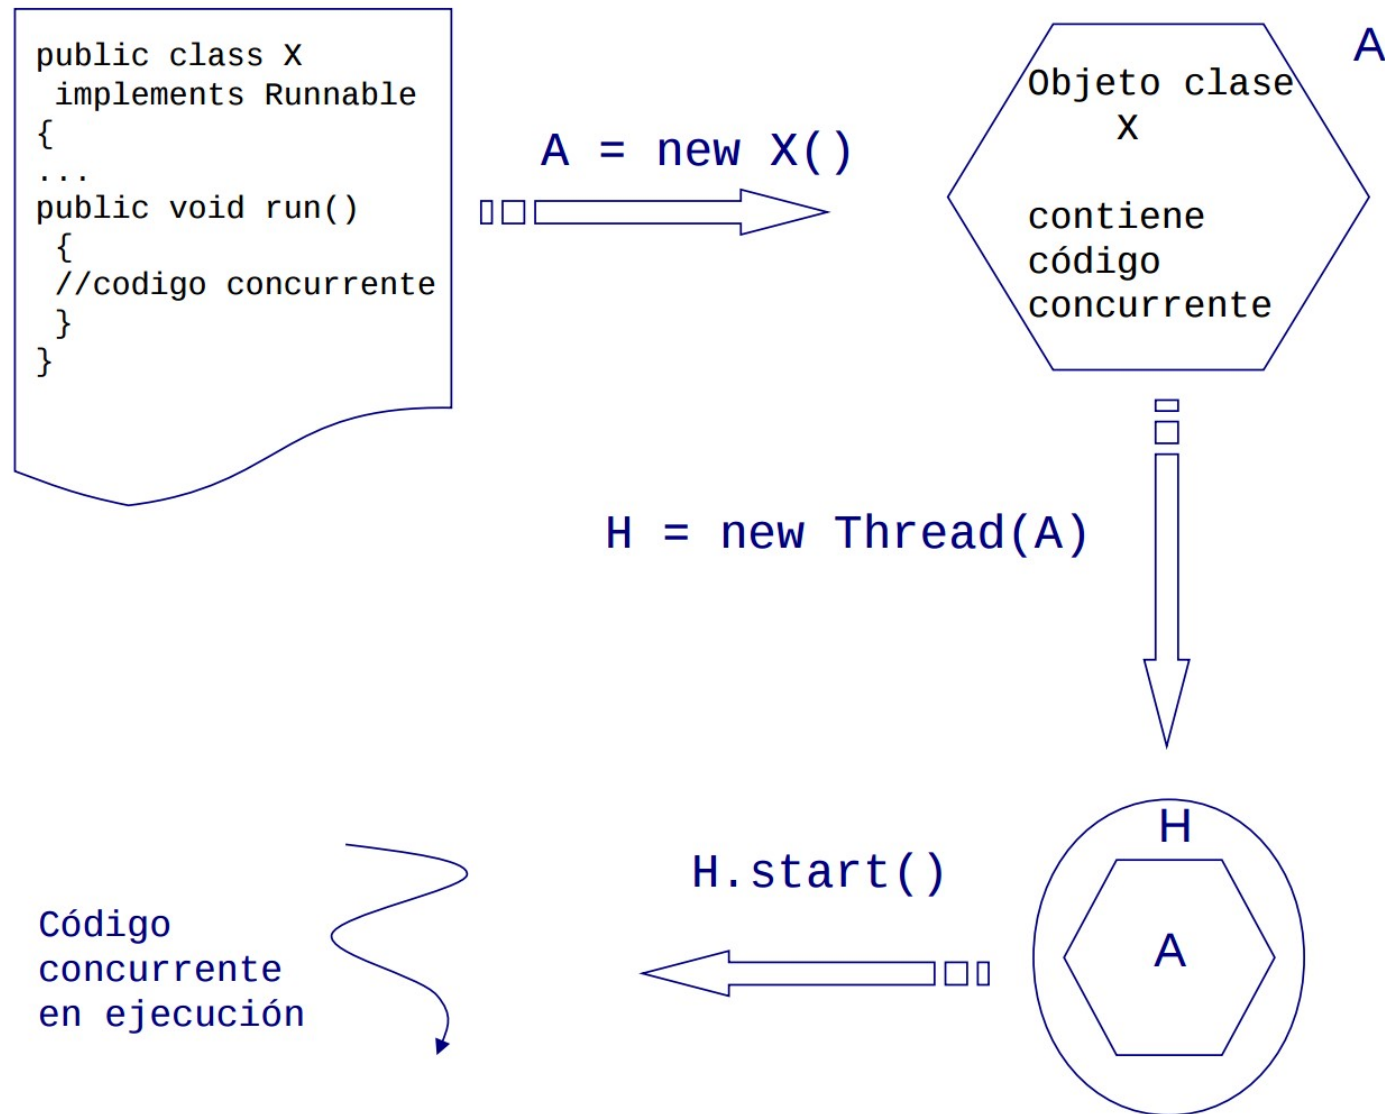 public class X
implements Runnable
{
...
public void run()
{
//codigo concurrente
}
}
A = new X()
Objeto clase
X
contiene
código
concurrente
A
H = new Thread(A)
H
A
H.start()
Código
concurrente
en ejecución